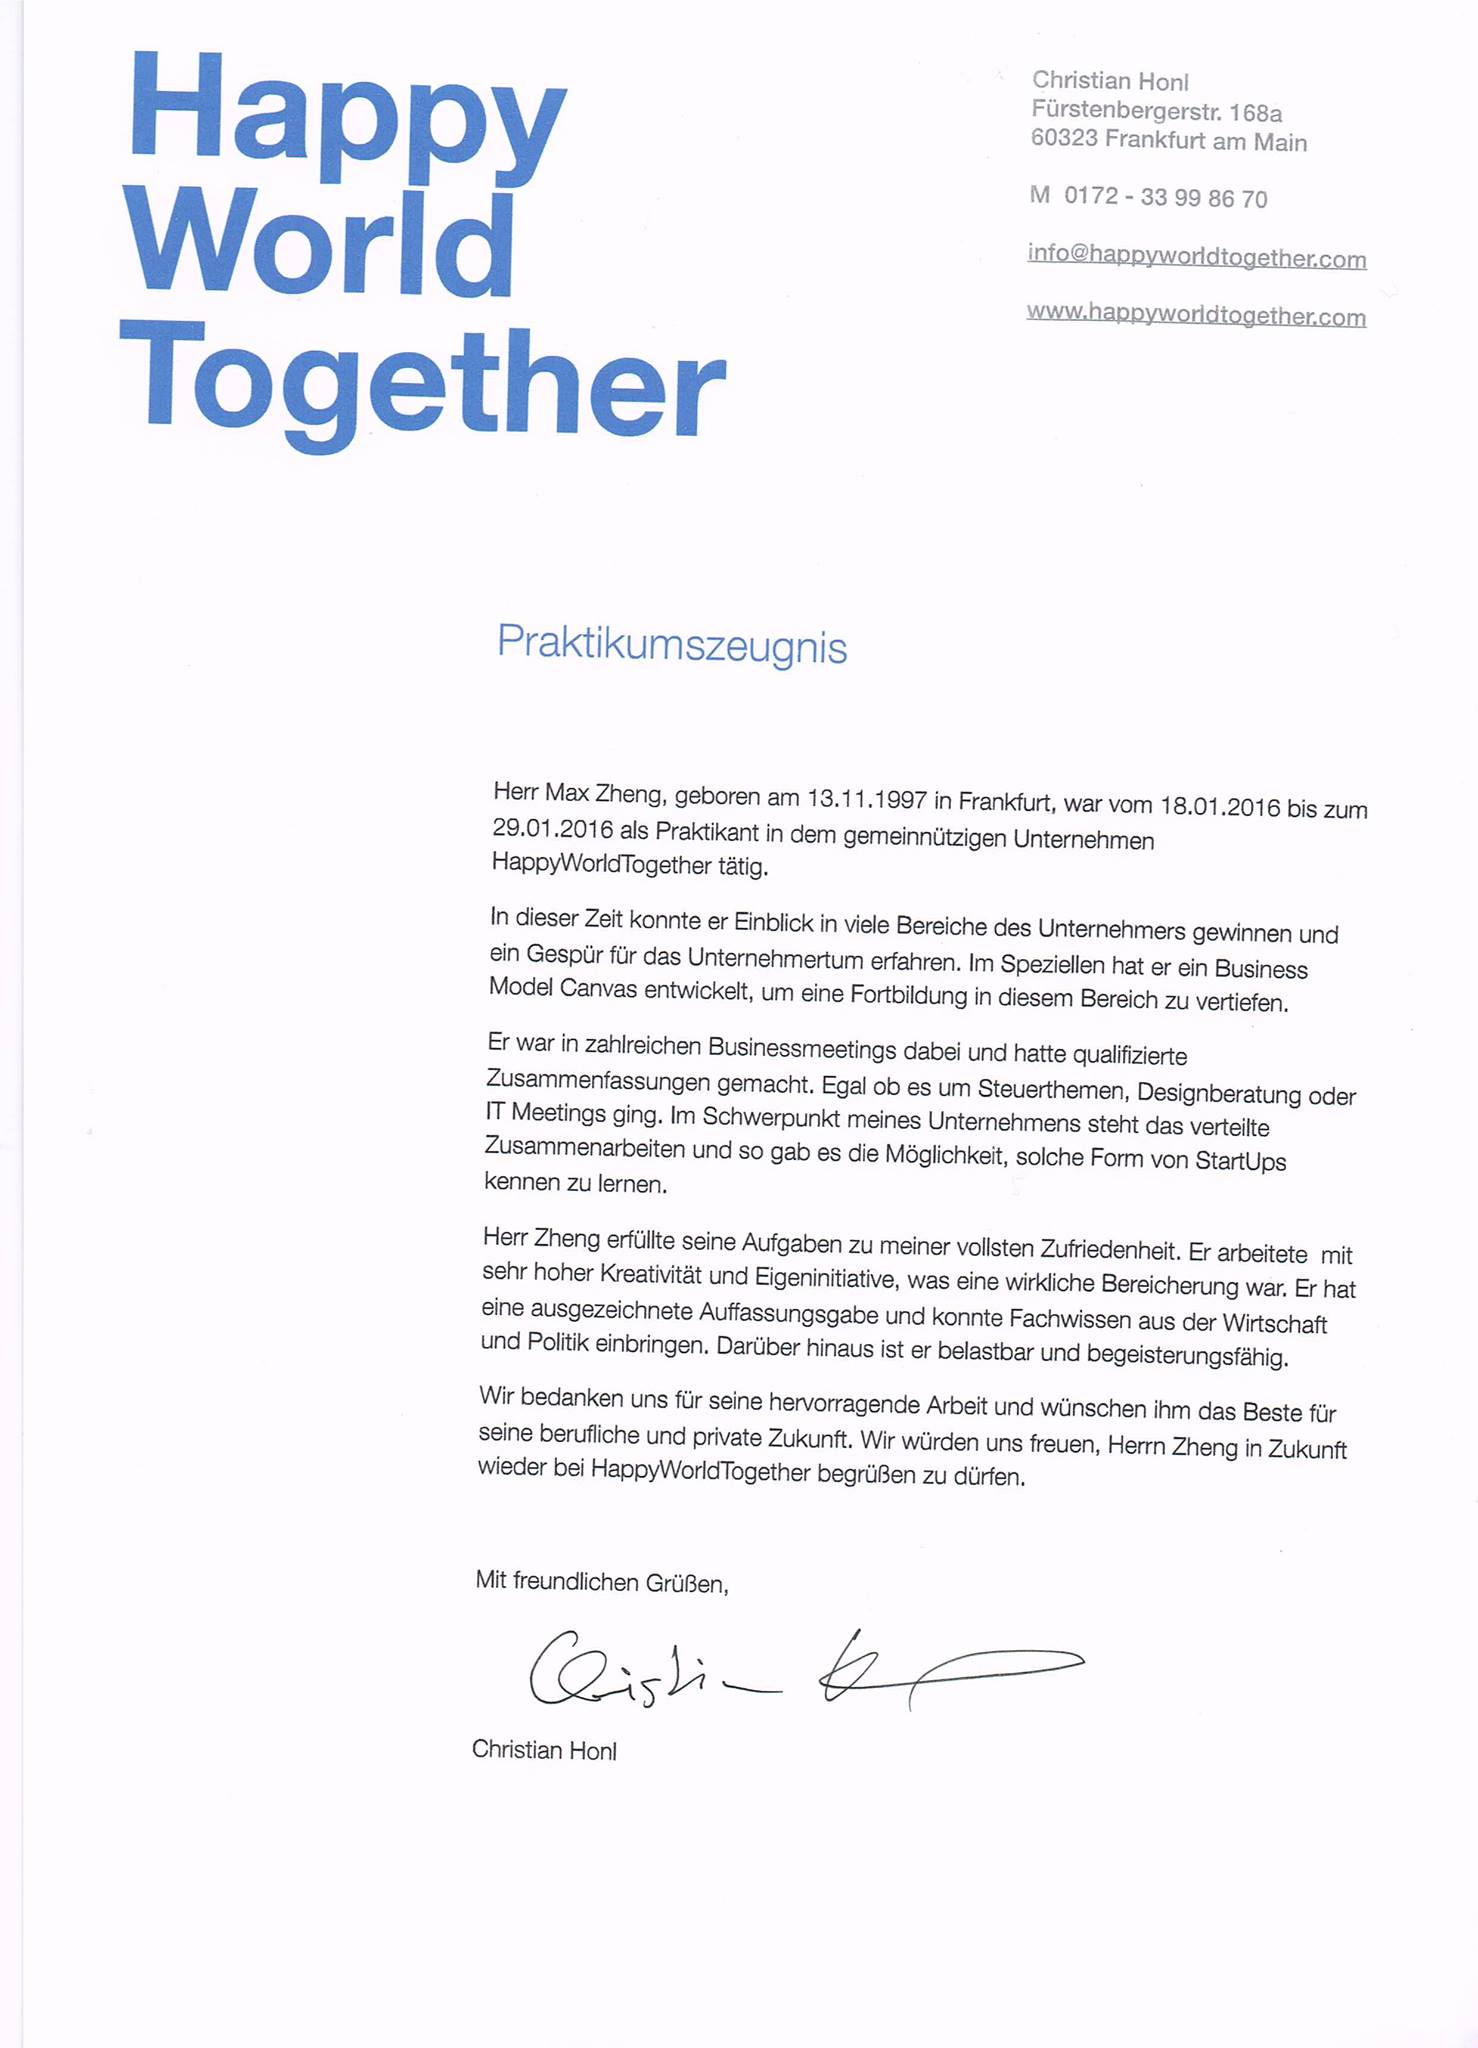 Happy
World
Together
Christian Honl
Fürstenbergerstr. 168a
60323 Frankfurt am Main
M 0172 - 33 99 86 70
info@happyworldtogether.com
www.happyworldtogether.com
Praktikumszeugnis
Herr Max Zheng, geboren am 13.11.1997 in Frankfurt, war vom 18.01.2016 bis zum
29.01.2016 als Praktikant in dem gemeinnützigen Unternehmen
HappyWorldTogether tätig.
In dieser Zeit konnte er Einblick in viele Bereiche des Unternehmers gewinnen und
ein Gespür für das Unternehmertum erfahren. Im Speziellen hat er ein Business
Model Canvas entwickelt, um eine Fortbildung in diesem Bereich zu vertiefen.
Er war in zahlreichen Businessmeetings dabei und hatte qualifizierte
Zusammenfassungen gemacht. Egal ob es um Steuerthemen, Designberatung oder
IT Meetings ging. Im Schwerpunkt meines Unternehmens steht das verteilte
Zusammenarbeiten und so gab es die Möglichkeit, solche Form von StartUps
kennen zu lernen.
Herr Zheng erfüllte seine Aufgaben zu meiner vollsten Zufriedenheit. Er arbeitete mit
sehr hoher Kreativität und Eigeninitiative, was eine wirkliche Bereicherung war. Er hat
eine ausgezeichnete Auffassungsgabe und konnte Fachwissen aus der Wirtschaft
und Politik einbringen. Darüber hinaus ist er belastbar und begeisterungsfähig.
Wir bedanken uns für seine hervorragende Arbeit und wünschen ihm das Beste für
seine berufliche und private Zukunft. Wir würden uns freuen, Herrn Zheng in Zukunft
wieder bei HappyWorldTogether begrüßen zu dürfen.
Mit freundlichen Grüßen,
Christian
Christian Honl